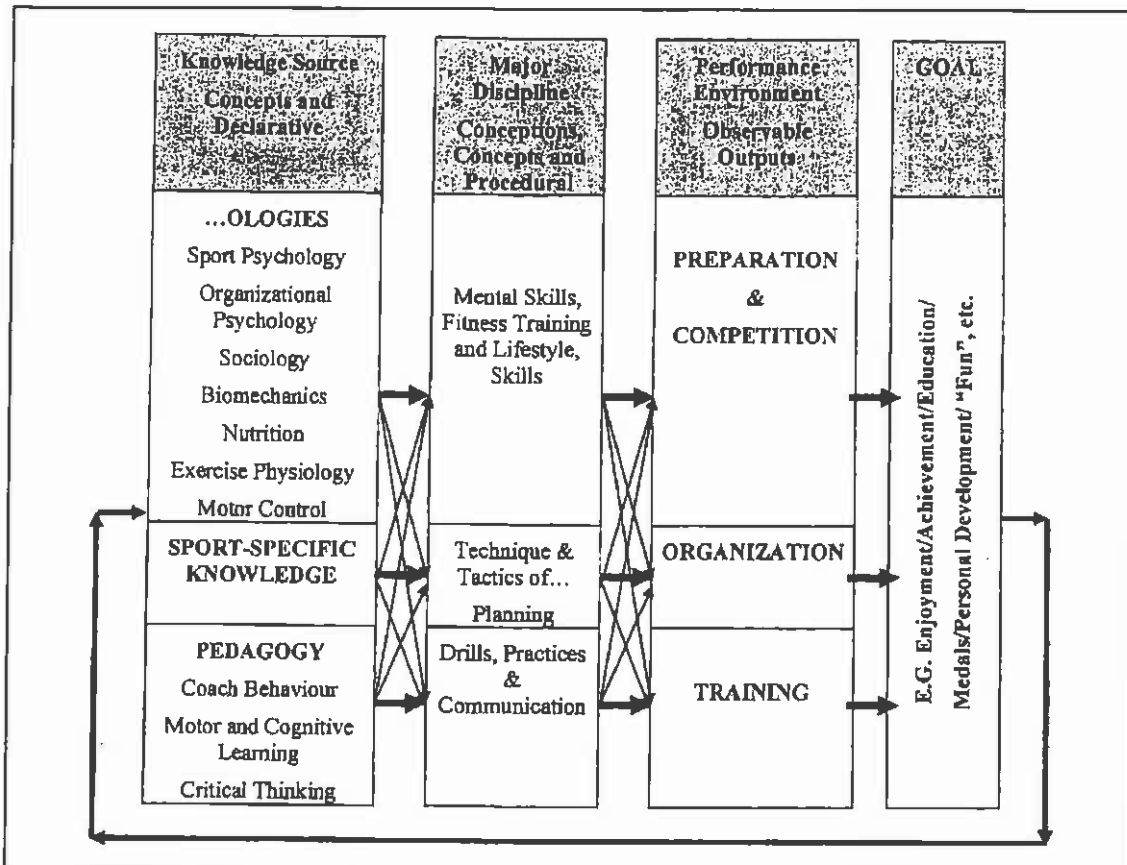 Knowledge Source
Concepts and
Declarative
...OLOGIES
Sport Psychology
Organizational
Psychology
Sociology
Biomechanics
Nutrition
Exercise Physiology
Motor Control
SPORT-SPECIFIC
KNOWLEDGE
PEDAGOGY
Coach Behaviour
Motor and Cognitive
Learning
Critical Thinking
Major
Discipline
Conceptions,
Concepts and
Procedural
Mental Skills,
Fitness Training
and Lifestyle,
Skills
Technique &
Tactics of...
Planning
Drills, Practices
&
Communication
Performance
Environment
Observable
Outputs
PREPARATION
&
COMPETITION
ORGANIZATION
TRAINING
GOAL
E.G. Enjoyment/Achievement/Education/
Medals/Personal Development/ "Fun", etc.